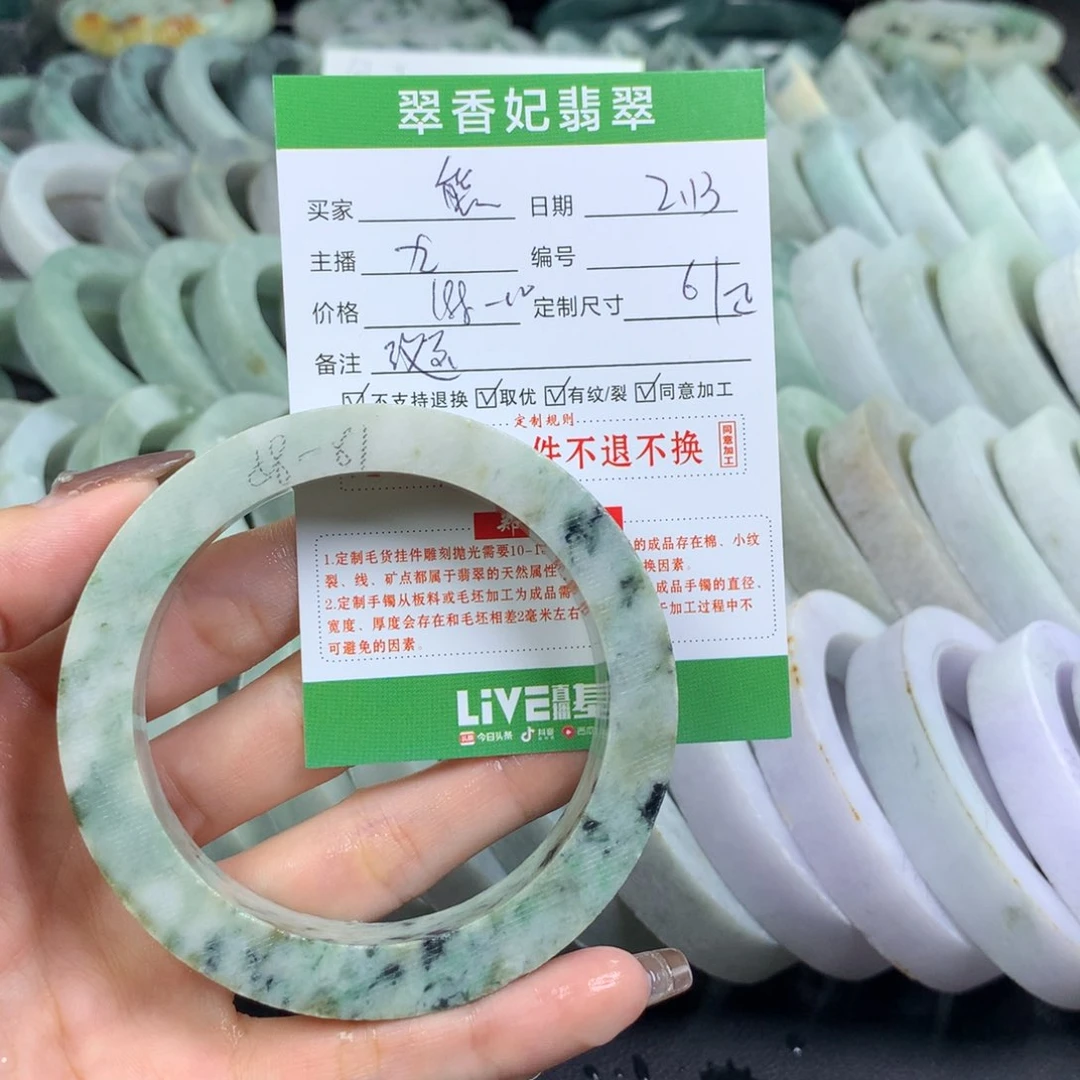 翠香妃翡翠
买家 熊 日期 2.13
主播 九 编号
价格 定制尺寸 61
备注
不支持退换 取优 有纹/裂 同意加工
定制规则
件不退不换 同意加工
1.定制毛货挂件雕刻抛光需要10-1 的成品存在棉、小纹
裂、线、矿点都属于翡翠的天然属性 换因素。
2.定制手镯从板料或毛坯加工为成品需 成品手镯的直径、
宽度、厚度会存在和毛坯相差2毫米左右 加工过程中不
可避免的因素。
LiVE直播基
头条 今日头条 抖音 西瓜